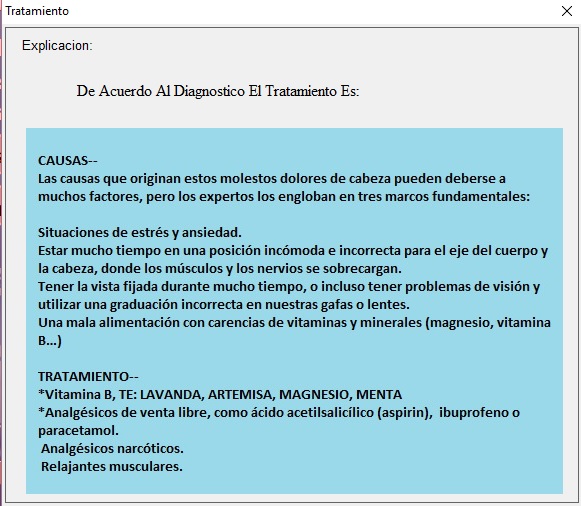 Tratamiento
Explicacion:
De Acuerdo Al Diagnostico El Tratamiento Es:
CAUSAS--
Las causas que originan estos molestos dolores de cabeza pueden deberse a
muchos factores, pero los expertos los engloban en tres marcos fundamentales:
Situaciones de estrés y ansiedad.
Estar mucho tiempo en una posición incómoda e incorrecta para el eje del cuerpo y
la cabeza, donde los músculos y los nervios se sobrecargan.
Tener la vista fijada durante mucho tiempo, o incluso tener problemas de visión y
utilizar una graduación incorrecta en nuestras gafas o lentes.
Una mala alimentación con carencias de vitaminas y minerales (magnesio, vitamina
B...)
TRATAMIENTO--
*Vitamina B, TE: LAVANDA, ARTEMISA, MAGNESIO, MENTA
*Analgésicos de venta libre, como ácido acetilsalicílico (aspirin), ibuprofeno o
paracetamol.
Analgésicos narcóticos.
Relajantes musculares.